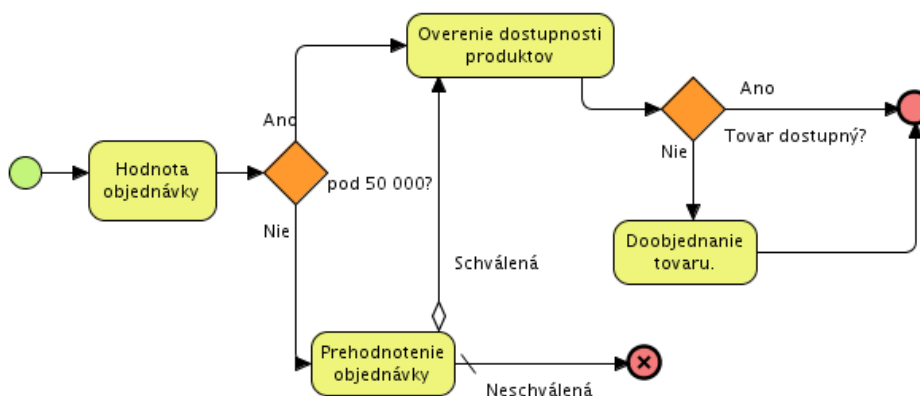 Overenie dostupnosti
produktov
Ano
Ano
Tovar dostupný?
Nie
Hodnota
objednávky
pod 50 000?
Nie
Doobjednanie
tovaru.
Schválená
Prehodnotenie
objednávky
Neschválená